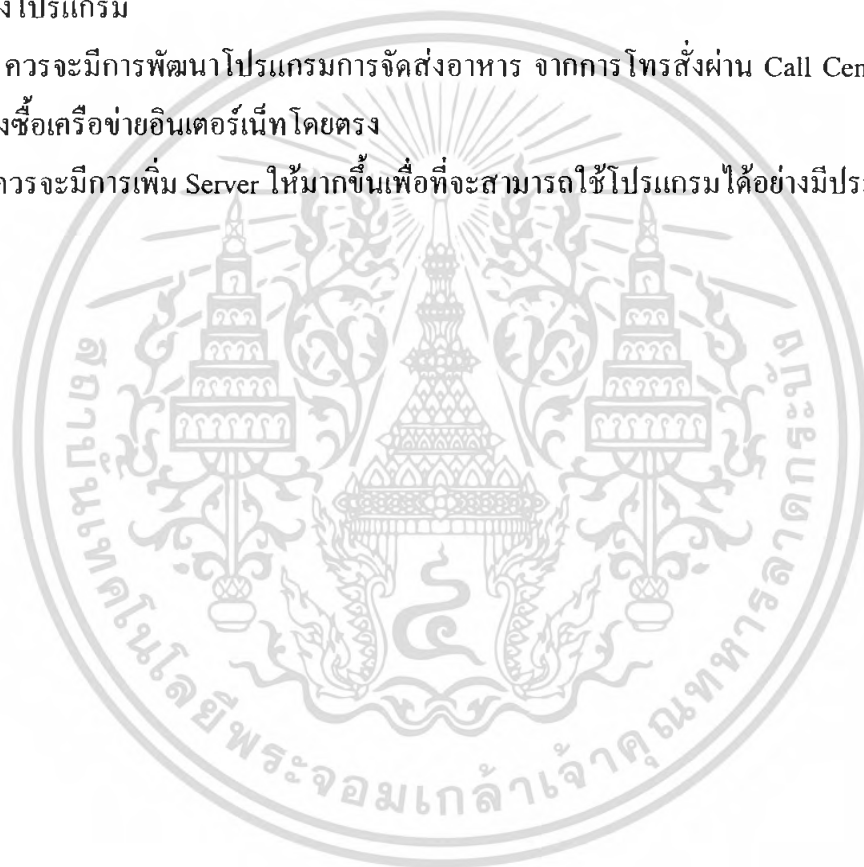 งโปรแกรม
ควรจะมีการพัฒนาโปรแกรมการจัดส่งอาหาร จากการโทรสั่งผ่าน Call Cen
งซื้อเครือข่ายอินเตอร์เน็ทโดยตรง
ควรจะมีการเพิ่ม Server ให้มากขึ้นเพื่อที่จะสามารถใช้โปรแกรมได้อย่างมีประ
สถาบันเทคโนโลยีพระจอมเกล้าเจ้าคุณทหารลาดกระบัง
๔